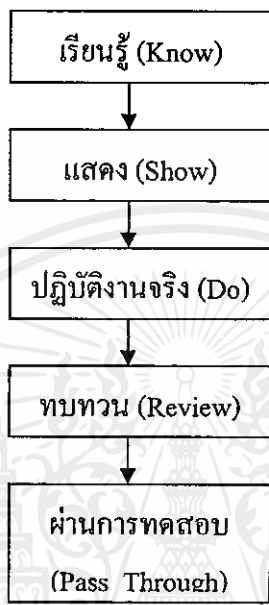 เรียนรู้ (Know)
แสดง (Show)
ปฏิบัติงานจริง (Do)
ทบทวน (Review)
ผ่านการทดสอบ
(Pass Through)